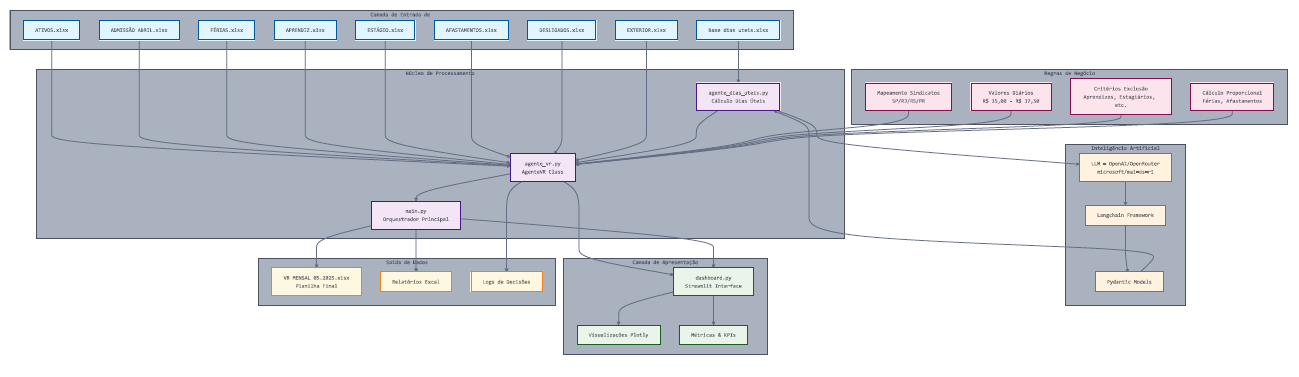 Camada de Entrada de
ATIVOS.xlsx
ADMISSÃO ABRIL.xlsx
FÉRIAS.xlsx
APRENDIZ.xlsx
ESTÁGIO.xlsx
AFASTAMENTOS.xlsx
DESLIGADOS.xlsx
EXTERIOR.xlsx
Base dias uteis.xlsx
Núcleo de Processamento
agente_dias_uteis.py
Cálculo Dias Úteis
agente_vr.py
AgenteVR Class
main.py
Orquestrador Principal
Regras de Negócio
Mapeamento Sindicatos
SP/RJ/RS/PR
Valores Diários
R$ 35,00 - R$ 37,50
Critérios Exclusão
Aprendizes, Estagiários,
etc.
Cálculo Proporcional
Férias, Afastamentos
Inteligência Artificial
LLM - OpenAI/OpenRouter
microsoft/mai-ds-r1
Langchain Framework
Pydantic Models
Saída de Dados
VR MENSAL 05.2025.xlsx
Planilha Final
Relatórios Excel
Logs de Decisões
Camada de Apresentação
dashboard.py
Streamlit Interface
Visualizações Plotly
Métricas & KPIs